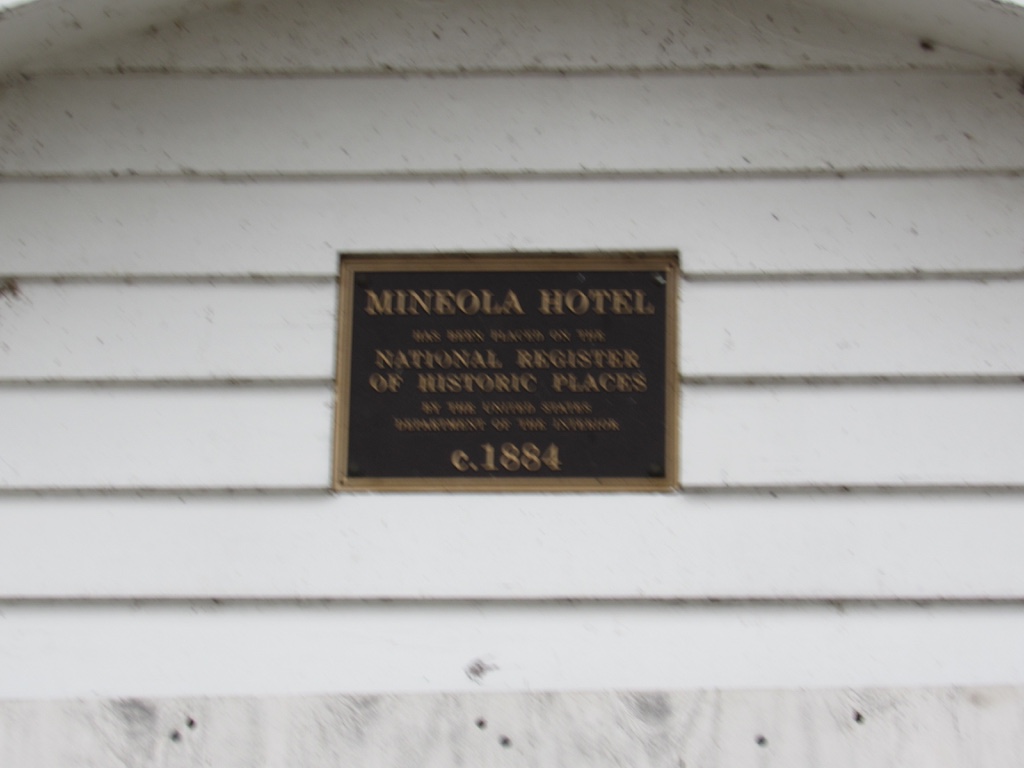 MINEOLA HOTEL
HAS BEEN PLACED ON THE
NATIONAL REGISTER
OF HISTORIC PLACES
BY THE UNITED STATES
DEPARTMENT OF THE INTERIOR
c.1884